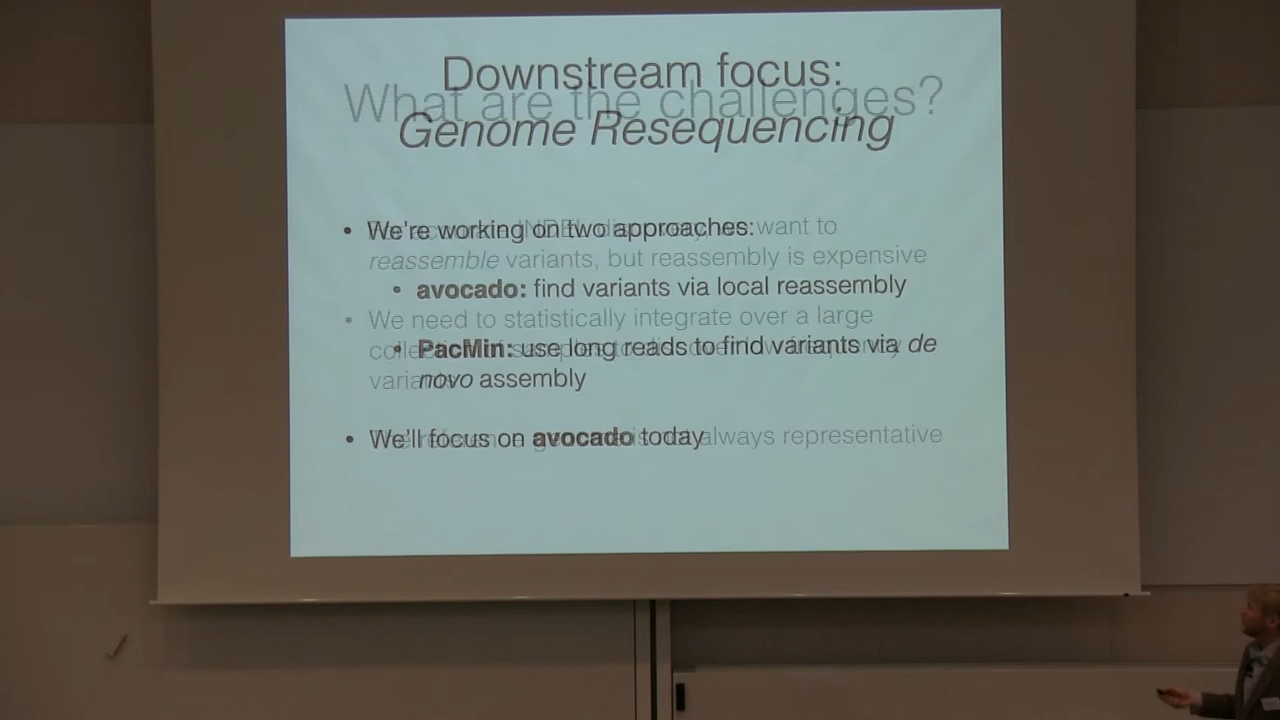 Downstream focus:
What are the challenges?
Genome Resequencing
• We're working on two approaches:
want to
reassemble variants, but reassembly is expensive
• avocado: find variants via local reassembly
• We need to statistically integrate over a large
• PacMin: use long reads to find variants via de
novo assembly
• We'll focus on avocado today
always representative